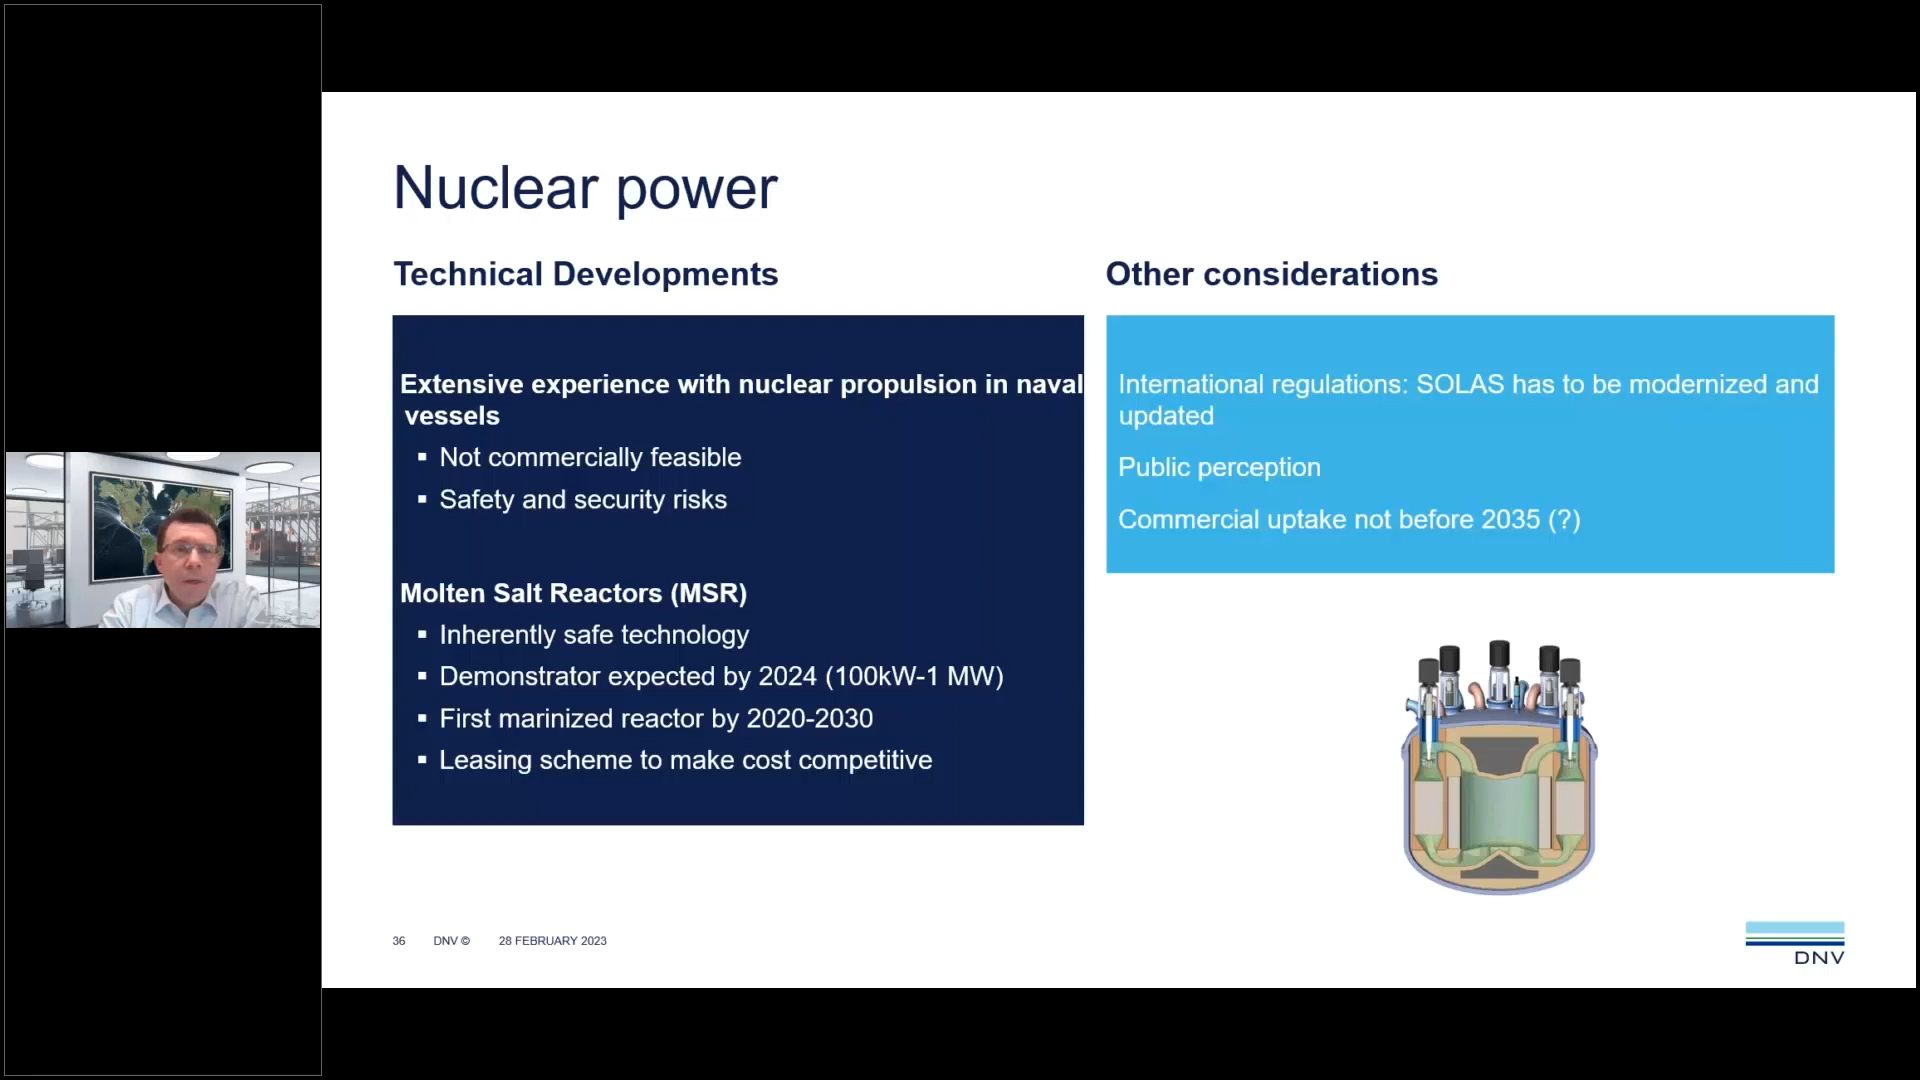 Nuclear power
Technical Developments
Extensive experience with nuclear propulsion in naval
vessels
▪ Not commercially feasible
▪ Safety and security risks
Molten Salt Reactors (MSR)
▪ Inherently safe technology
▪ Demonstrator expected by 2024 (100kW-1 MW)
▪ First marinized reactor by 2020-2030
▪ Leasing scheme to make cost competitive
Other considerations
International regulations: SOLAS has to be modernized and
updated
Public perception
Commercial uptake not before 2035 (?)
36 DNV © 28 FEBRUARY 2023
DNV